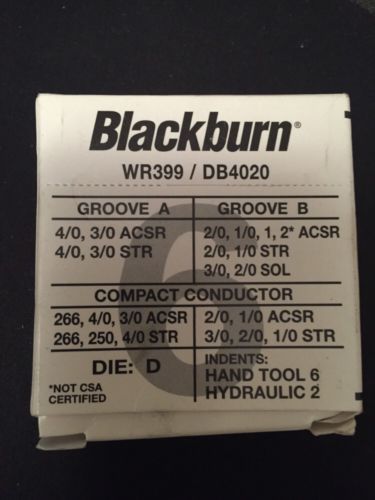 Blackburn®
WR399 / DB4020
GROOVE A
GROOVE B
4/0, 3/0 ACSR
4/0, 3/0 STR
2/0, 1/0, 1, 2* ACSR
2/0, 1/0 STR
3/0, 2/0 SOL
COMPACT CONDUCTOR
266, 4/0, 3/0 ACSR
266, 250, 4/0 STR
2/0, 1/0 ACSR
3/0, 2/0, 1/0 STR
DIE: D
*NOT CSA
CERTIFIED
INDENTS:
HAND TOOL 6
HYDRAULIC 2
6